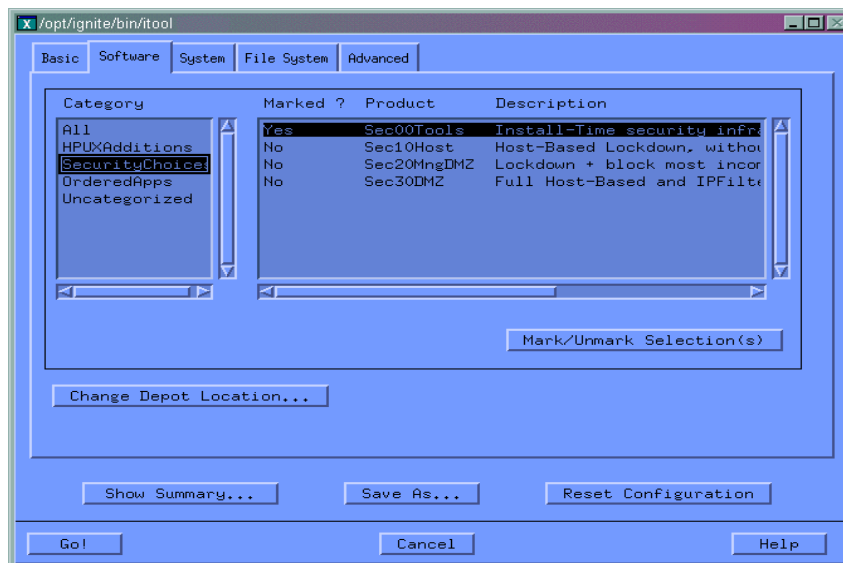 X /opt/ignite/bin/itool
Basic Software System File System Advanced
Category Marked ? Product Description
All Yes Sec00Tools Install-Time security infra
HPUXAdditions No Sec10Host Host-Based Lockdown, withou
SecurityChoices No Sec20MngDMZ Lockdown + block most incom
OrderedApps No Sec30DMZ Full Host-Based and IPFilte
Uncategorized
Mark/Unmark Selection(s)
Change Depot Location...
Show Summary... Save As... Reset Configuration
Go! Cancel Help